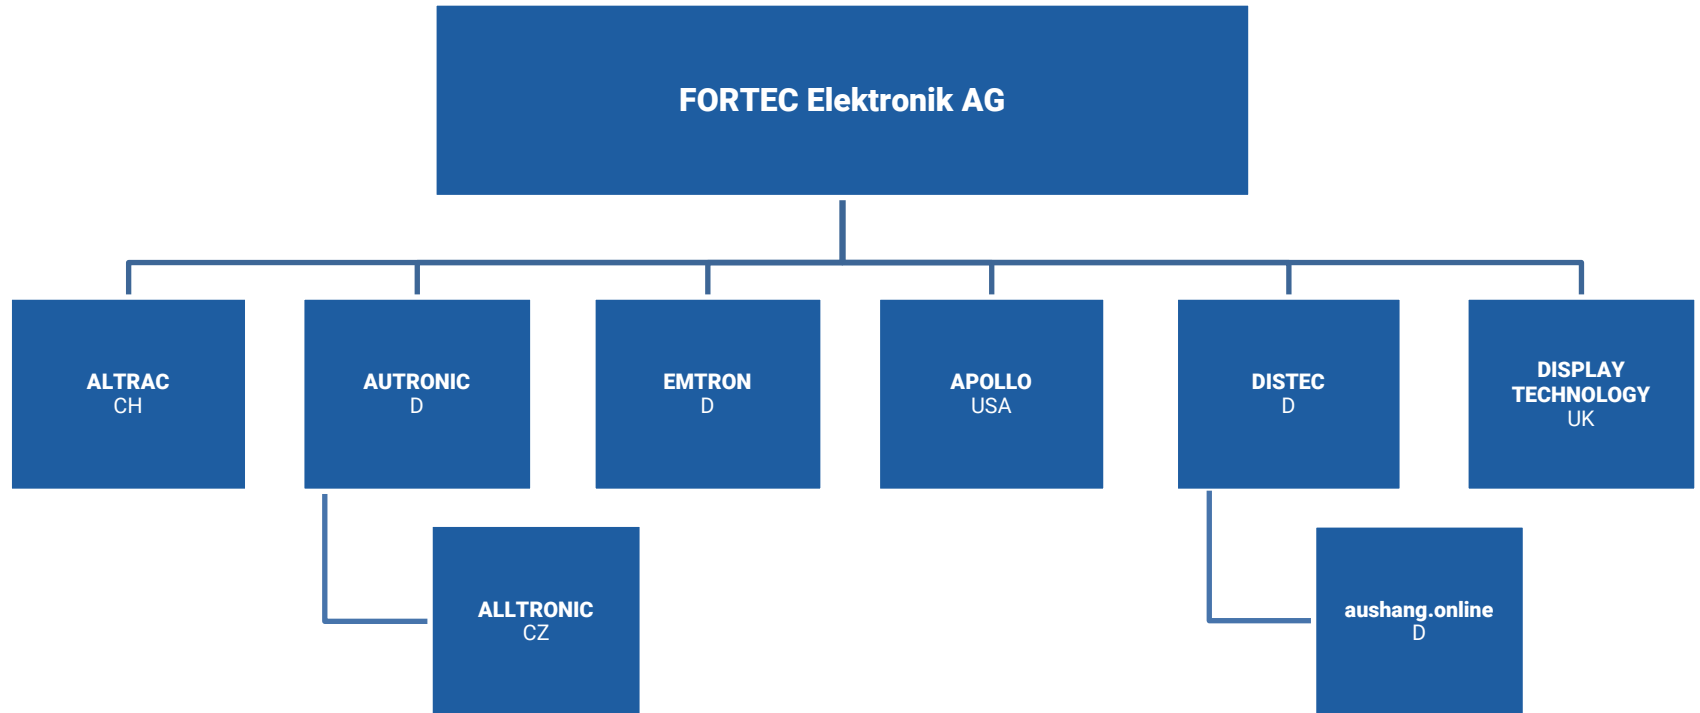 FORTEC Elektronik AG
ALTRAC
CH
AUTRONIC
D
EMTRON
D
APOLLO
USA
DISTEC
D
DISPLAY
TECHNOLOGY
UK
ALLTRONIC
CZ
aushang.online
D